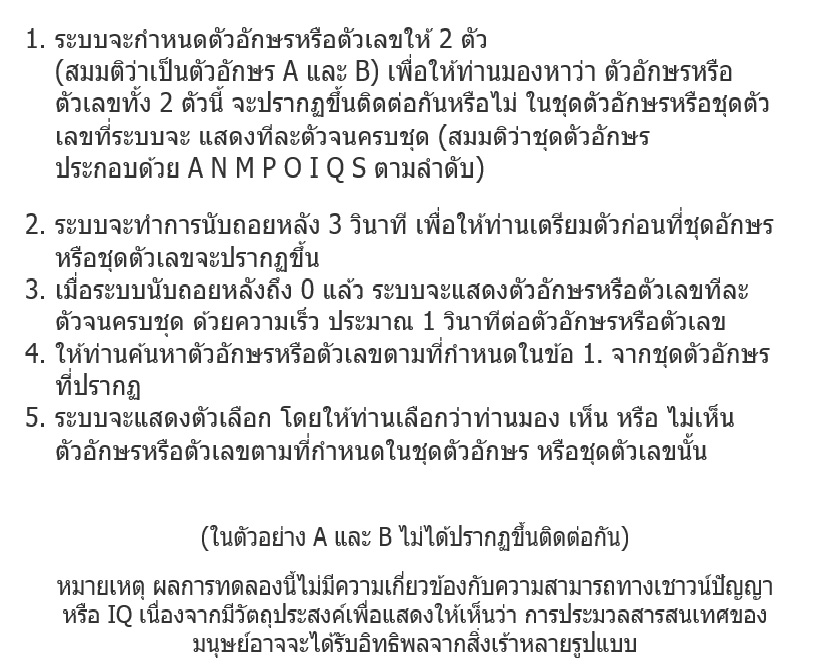 1. ระบบจะกำหนดตัวอักษรหรือตัวเลขให้ 2 ตัว
(สมมติว่าเป็นตัวอักษร A และ B) เพื่อให้ท่านมองหาว่า ตัวอักษรหรือ
ตัวเลขทั้ง 2 ตัวนี้ จะปรากฏขึ้นติดต่อกันหรือไม่ ในชุดตัวอักษรหรือชุดตัว
เลขที่ระบบจะ แสดงทีละตัวจนครบชุด (สมมติว่าชุดตัวอักษร
ประกอบด้วย A N M P O I Q S ตามลำดับ)
2. ระบบจะทำการนับถอยหลัง 3 วินาที เพื่อให้ท่านเตรียมตัวก่อนที่ชุดอักษร
หรือชุดตัวเลขจะปรากฏขึ้น
3. เมื่อระบบนับถอยหลังถึง 0 แล้ว ระบบจะแสดงตัวอักษรหรือตัวเลขทีละ
ตัวจนครบชุด ด้วยความเร็ว ประมาณ 1 วินาทีต่อตัวอักษรหรือตัวเลข
4. ให้ท่านค้นหาตัวอักษรหรือตัวเลขตามที่กำหนดในข้อ 1. จากชุดตัวอักษร
ที่ปรากฏ
5. ระบบจะแสดงตัวเลือก โดยให้ท่านเลือกว่าท่านมอง เห็น หรือ ไม่เห็น
ตัวอักษรหรือตัวเลขตามที่กำหนดในชุดตัวอักษร หรือชุดตัวเลขนั้น
(ในตัวอย่าง A และ B ไม่ได้ปรากฏขึ้นติดต่อกัน)
หมายเหตุ ผลการทดลองนี้ไม่มีความเกี่ยวข้องกับความสามารถทางเชาวน์ปัญญา
หรือ IQ เนื่องจากมีวัตถุประสงค์เพื่อแสดงให้เห็นว่า การประมวลสารสนเทศของ
มนุษย์อาจจะได้รับอิทธิพลจากสิ่งเร้าหลายรูปแบบ